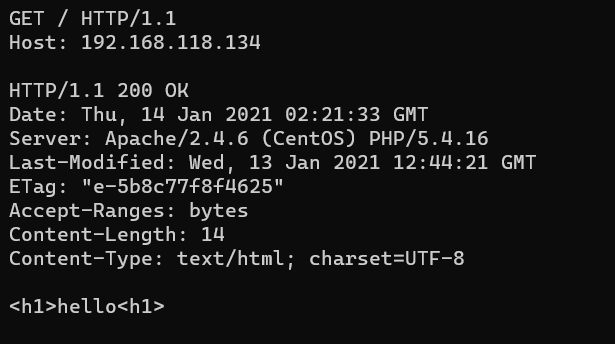 GET / HTTP/1.1
Host: 192.168.118.134
HTTP/1.1 200 OK
Date: Thu, 14 Jan 2021 02:21:33 GMT
Server: Apache/2.4.6 (CentOS) PHP/5.4.16
Last-Modified: Wed, 13 Jan 2021 12:44:21 GMT
ETag: "e-5b8c77f8f4625"
Accept-Ranges: bytes
Content-Length: 14
Content-Type: text/html; charset=UTF-8
<h1>hello<h1>